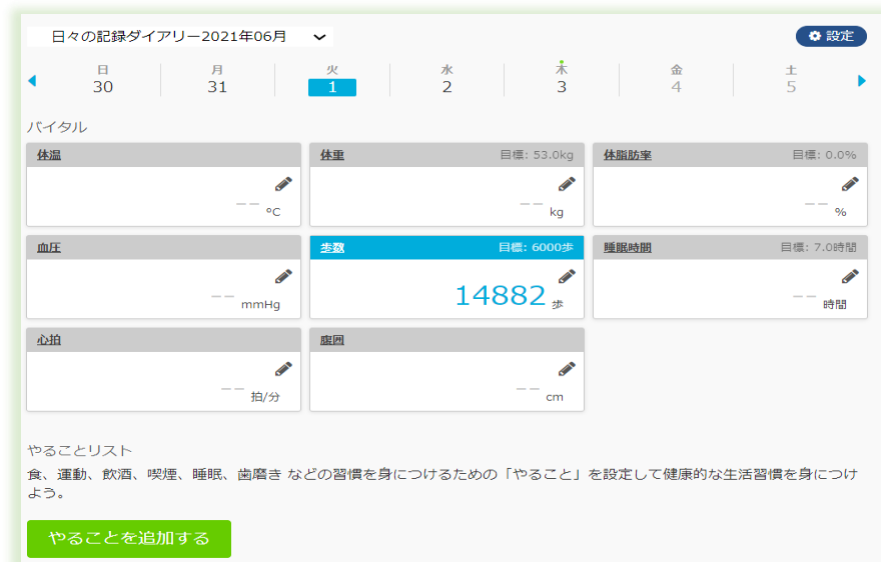 日々の記録ダイアリー2021年06月
設定
日 月 火 水 木 金 土
30 31 1 2 3 4 5
バイタル
体温
体重 目標: 53.0kg
体脂肪率 目標: 0.0%
-- °C
-- kg
-- %
血圧
歩数 目標: 6000歩
睡眠時間 目標: 7.0時間
-- mmHg
14882 歩
-- 時間
心拍
腹囲
-- 拍/分
-- cm
やることリスト
食、運動、飲酒、喫煙、睡眠、歯磨き などの習慣を身につけるための「やること」を設定して健康的な生活習慣を身につけ
よう。
やることを追加する